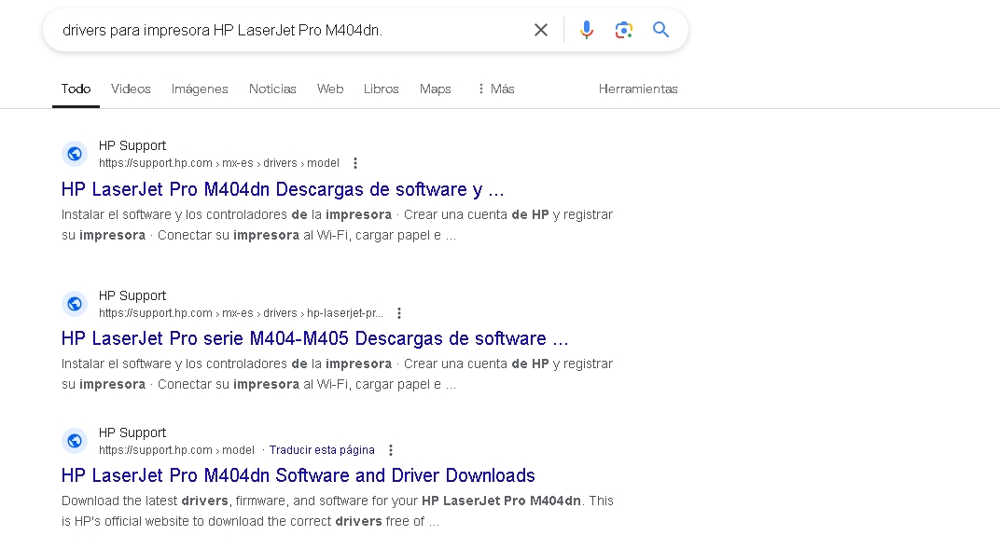 drivers para impresora HP LaserJet Pro M404dn.
Todo Videos Imágenes Noticias Web Libros Maps Más Herramientas
HP Support
https://support.hp.com › mx-es › drivers › model
HP LaserJet Pro M404dn Descargas de software y ...
Instalar el software y los controladores de la impresora · Crear una cuenta de HP y registrar
su impresora · Conectar su impresora al Wi-Fi, cargar papel e ...
HP Support
https://support.hp.com › mx-es › drivers › hp-laserjet-pr...
HP LaserJet Pro serie M404-M405 Descargas de software ...
Instalar el software y los controladores de la impresora · Crear una cuenta de HP y registrar
su impresora · Conectar su impresora al Wi-Fi, cargar papel e ...
HP Support
https://support.hp.com › model · Traducir esta página
HP LaserJet Pro M404dn Software and Driver Downloads
Download the latest drivers, firmware, and software for your HP LaserJet Pro M404dn. This
is HP's official website to download the correct drivers free of ...